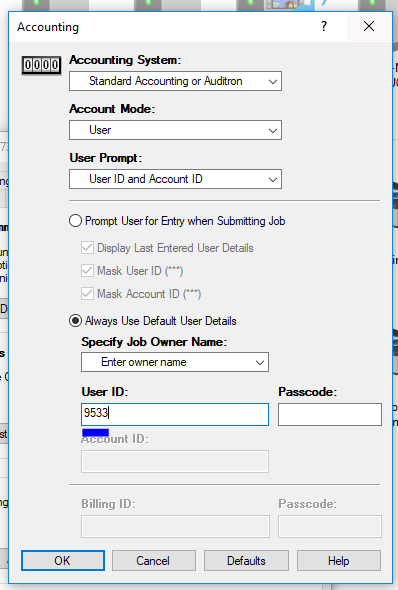 Accounting
0000
Accounting System:
Standard Accounting or Auditron
Account Mode:
User
User Prompt:
User ID and Account ID
Prompt User for Entry when Submitting Job
Display Last Entered User Details
Mask User ID (***)
Mask Account ID (***)
Always Use Default User Details
Specify Job Owner Name:
Enter owner name
User ID: Passcode:
9533
Account ID:
Billing ID: Passcode:
OK Cancel Defaults Help